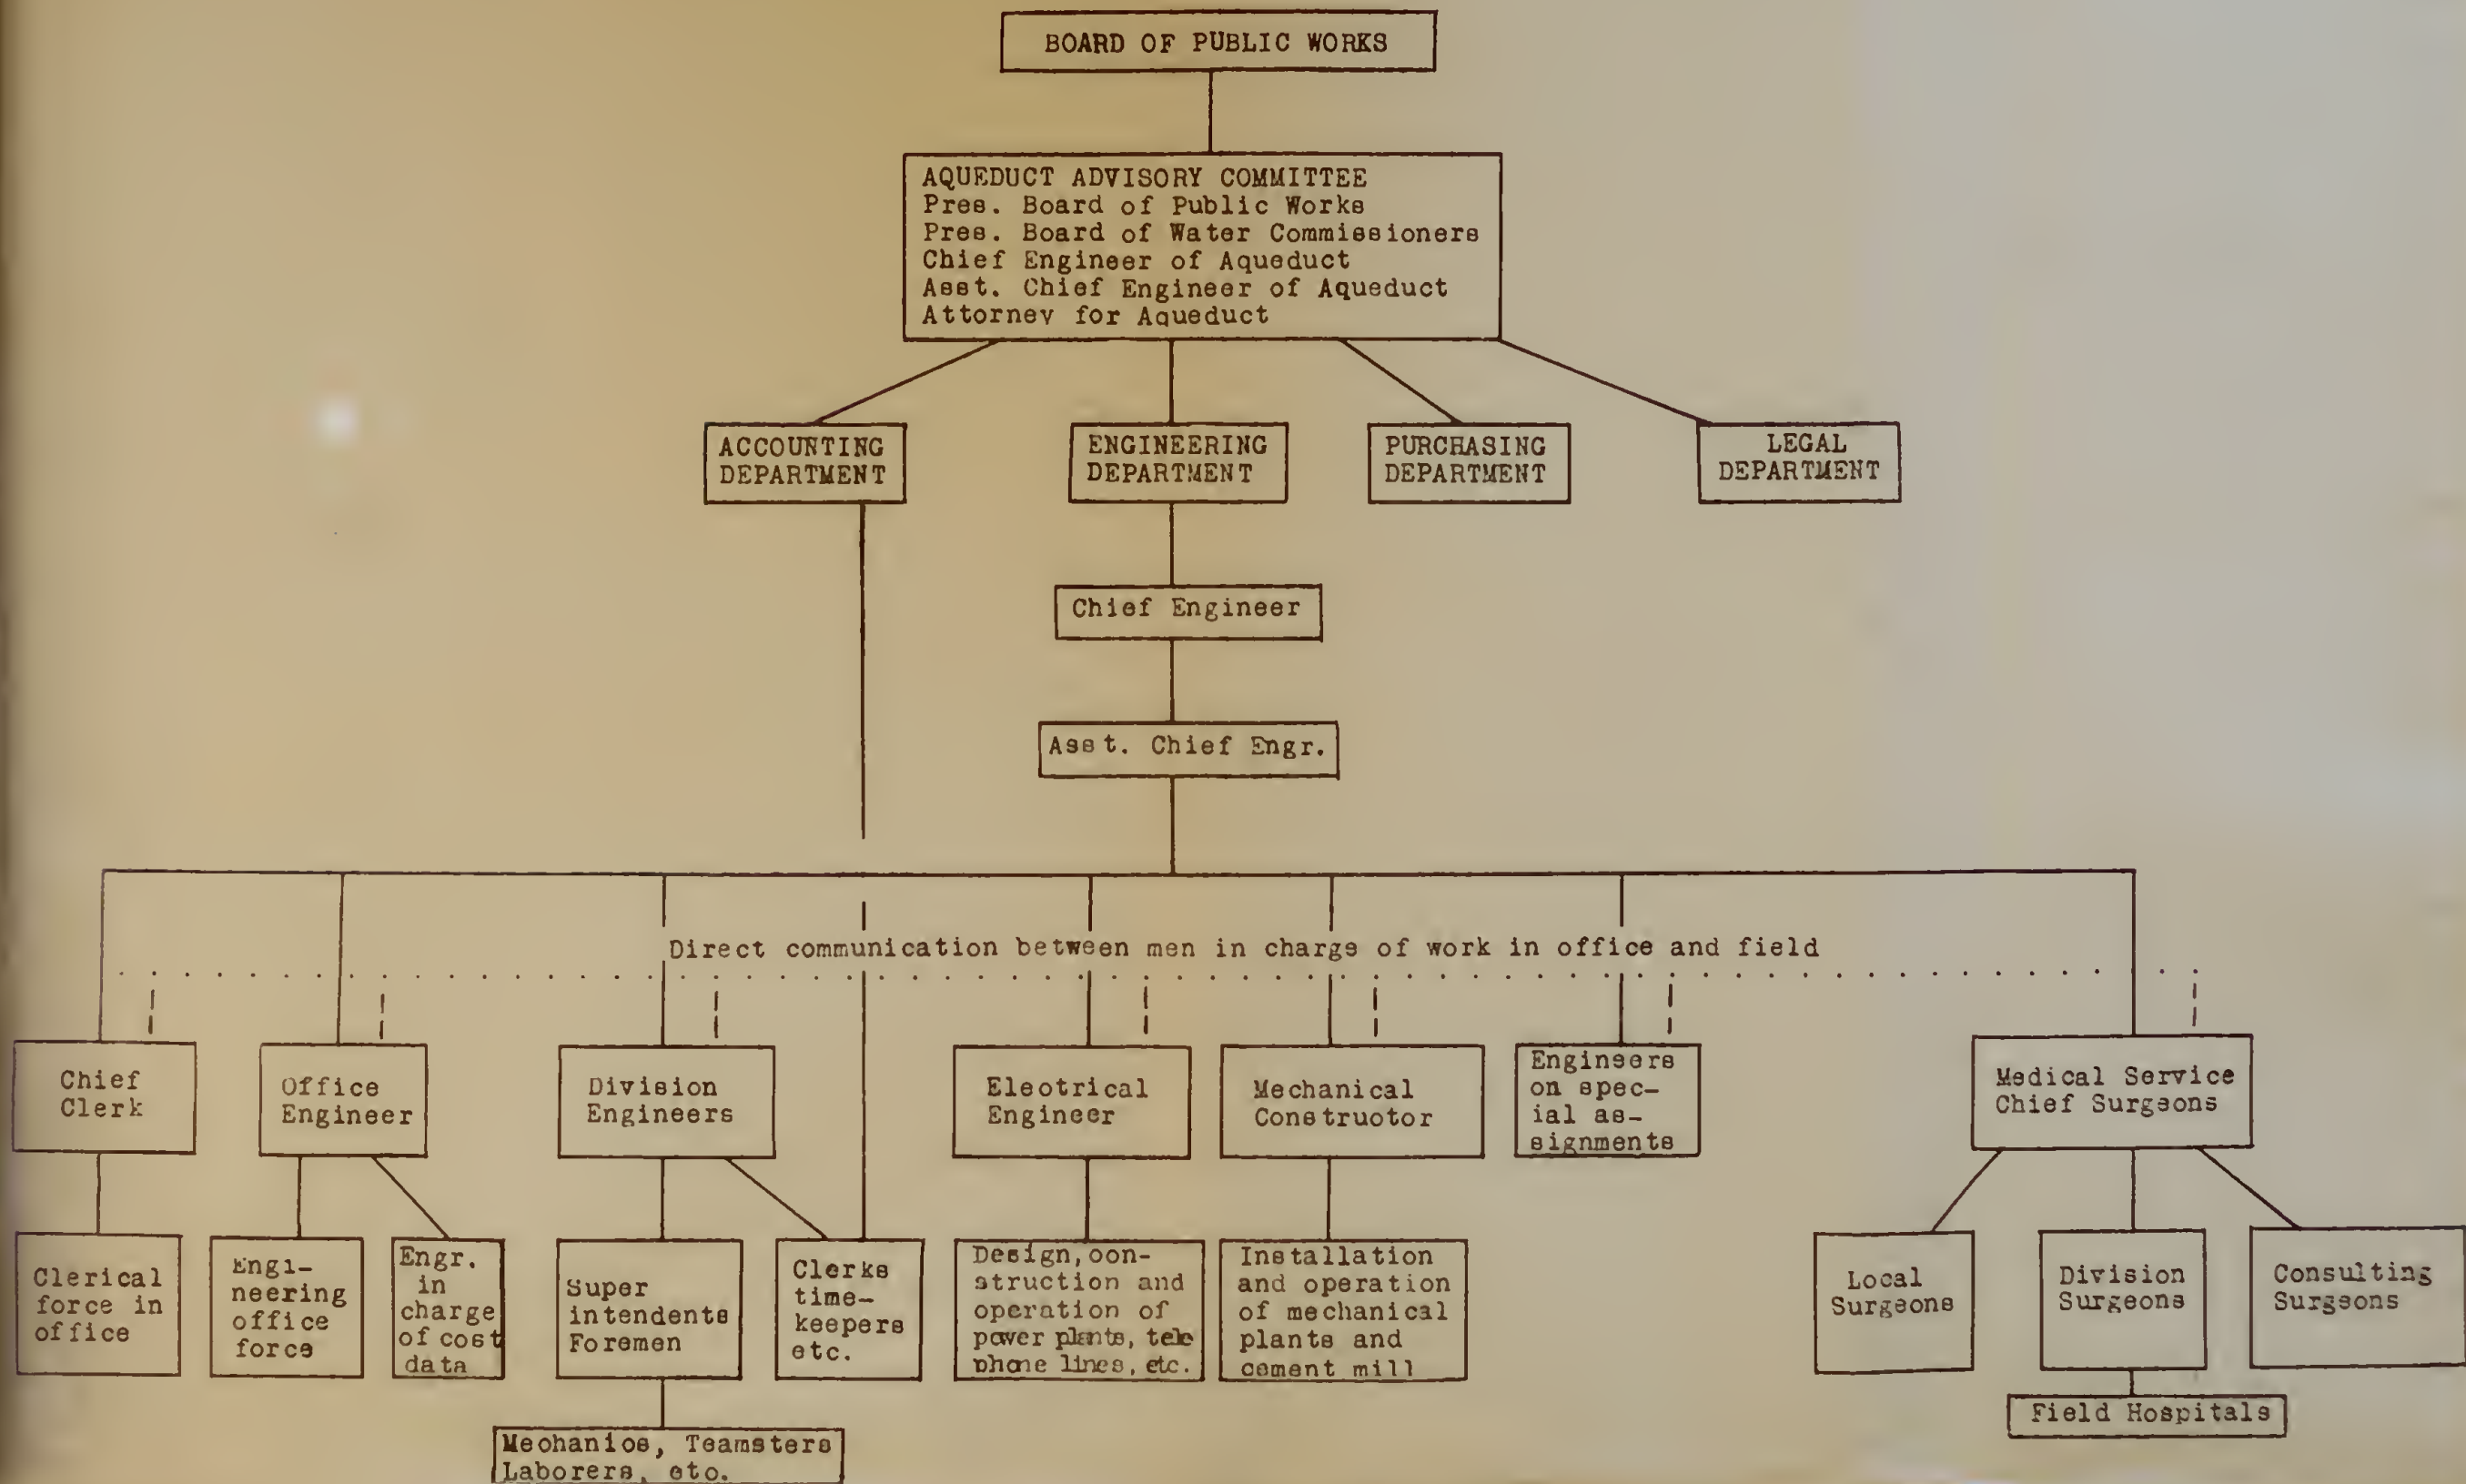 BOARD OF PUBLIC WORKS
AQUEDUCT ADVISORY COMMITTEE
Pres. Board of Public Works
Pres. Board of Water Commissioners
Chief Engineer of Aqueduct
Asst. Chief Engineer of Aqueduct
Attorney for Aqueduct
ACCOUNTING
DEPARTMENT
ENGINEERING
DEPARTMENT
PURCHASING
DEPARTMENT
LEGAL
DEPARTMENT
Chief Engineer
Asst. Chief Engr.
Direct communication between men in charge of work in office and field
Chief
Clerk
Office
Engineer
Division
Engineers
Electrical
Engineer
Mechanical
Constructor
Engineers
on spec-
ial as-
signments
Medical Service
Chief Surgeons
Clerical
force in
office
Engi-
neering
office
force
Engr.
in
charge
of cost
data
Super
intendents
Foremen
Clerks
time-
keepers
etc.
Design, con-
struction and
operation of
power plants, tele
phone lines, etc.
Installation
and operation
of mechanical
plants and
cement mill
Local
Surgeons
Division
Surgeons
Consulting
Surgeons
Field Hospitals
Mechanics, Teamsters
Laborers, etc.